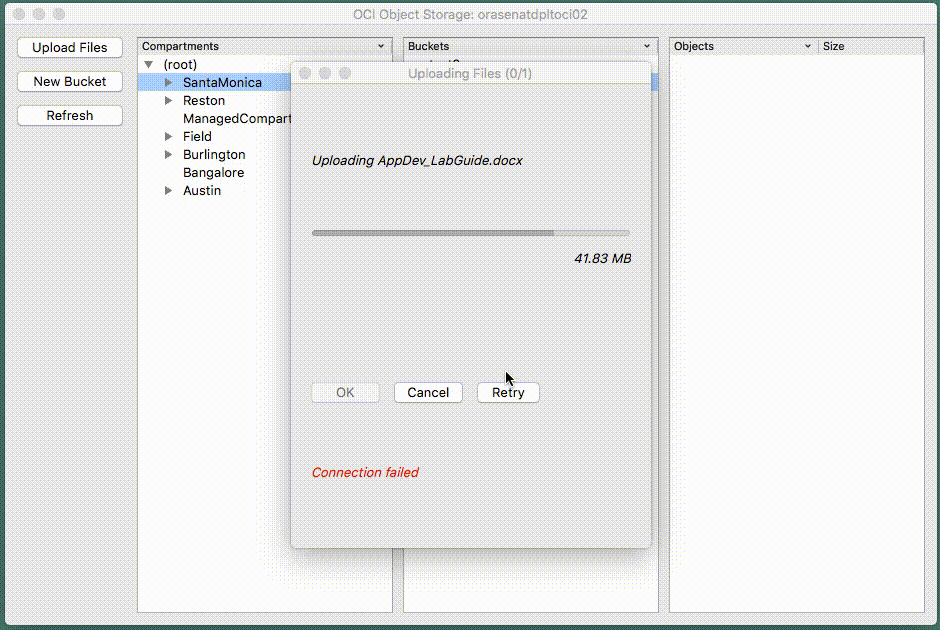 OCI Object Storage: orasenatdpltoci02
Upload Files
New Bucket
Refresh
Compartments
(root)
SantaMonica
Reston
ManagedCompart
Field
Burlington
Bangalore
Austin
Buckets
Objects
Size
Uploading Files (0/1)
Uploading AppDev_LabGuide.docx
41.83 MB
OK
Cancel
Retry
Connection failed